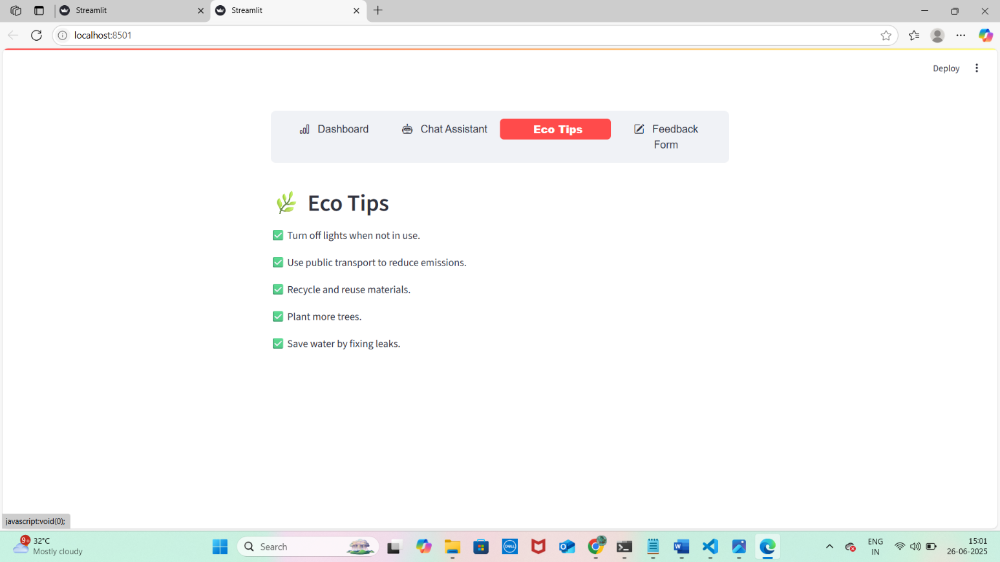 Streamlit
Streamlit
localhost:8501
Deploy
Dashboard
Chat Assistant
Eco Tips
Feedback
Form
Eco Tips
Turn off lights when not in use.
Use public transport to reduce emissions.
Recycle and reuse materials.
Plant more trees.
Save water by fixing leaks.
javascript:void(0);
9+
32°C
Mostly cloudy
Search
DELL
ENG
IN
15:01
26-06-2025